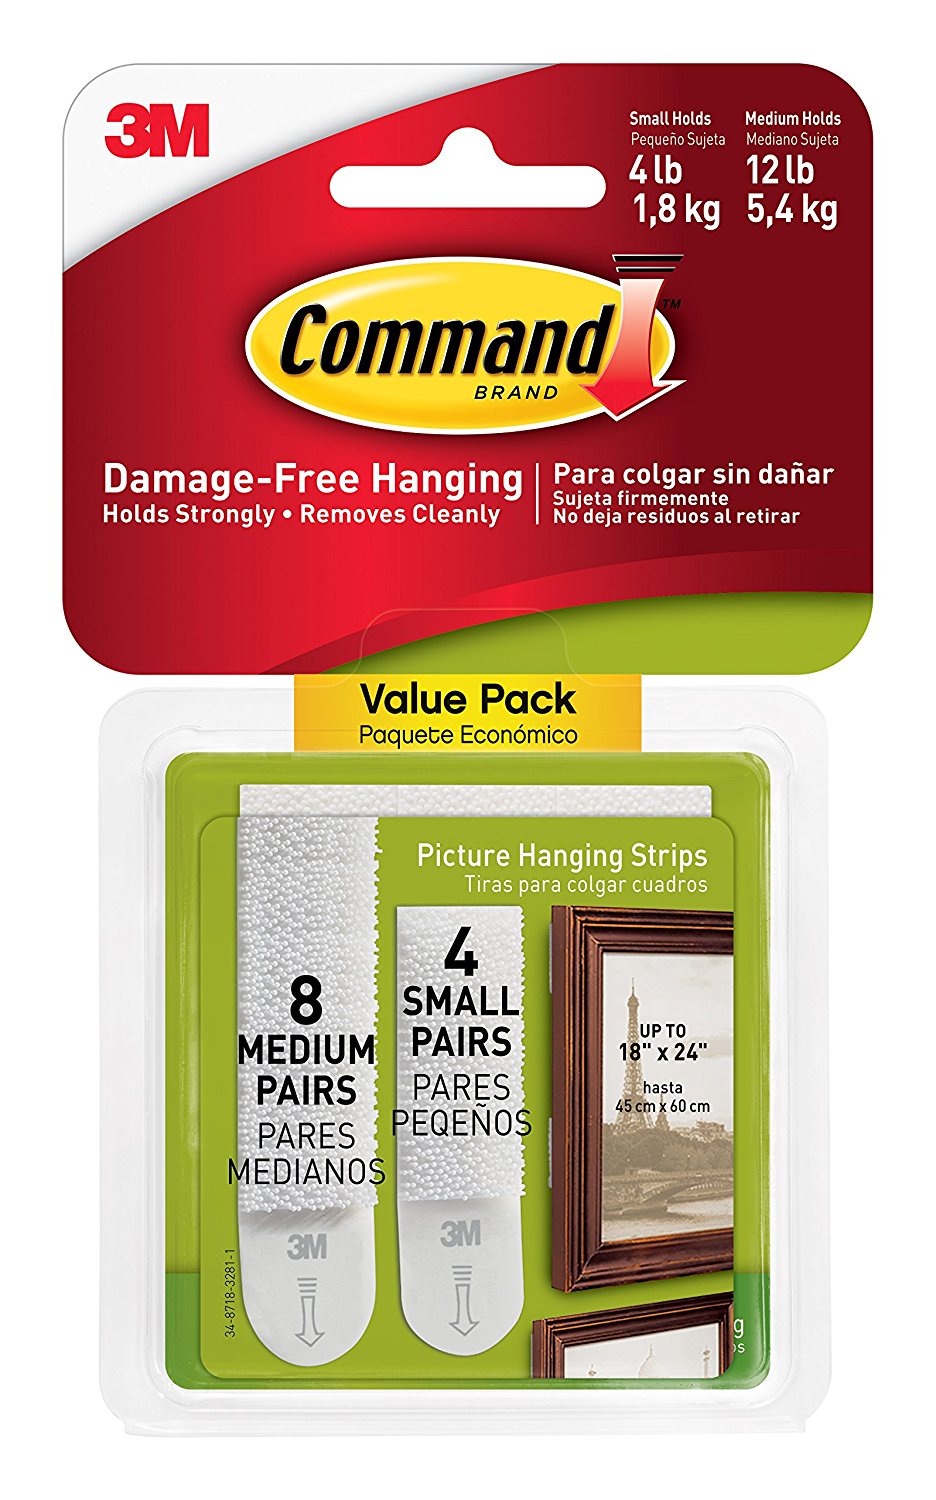 3M
Small Holds
Pequeño Sujeta
4 lb
1,8 kg
Medium Holds
Mediano Sujeta
12 lb
5,4 kg
Command™
BRAND
Damage-Free Hanging
Holds Strongly • Removes Cleanly
Para colgar sin dañar
Sujeta firmemente
No deja residuos al retirar
Value Pack
Paquete Económico
Picture Hanging Strips
Tiras para colgar cuadros
8
MEDIUM
PAIRS
PARES
MEDIANOS
4
SMALL
PAIRS
PARES
PEQEÑOS
UP TO
18" x 24"
hasta
45 cm x 60 cm
3M
3M
34-8718-3281-1